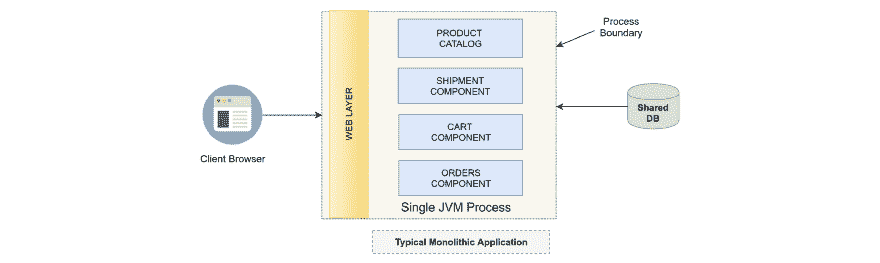 PRODUCT
CATALOG
Process
Boundary
SHIPMENT
COMPONENT
WEB LAYER
Shared
DB
CART
COMPONENT
Client Browser
ORDERS
COMPONENT
Single JVM Process
Typical Monolithic Application